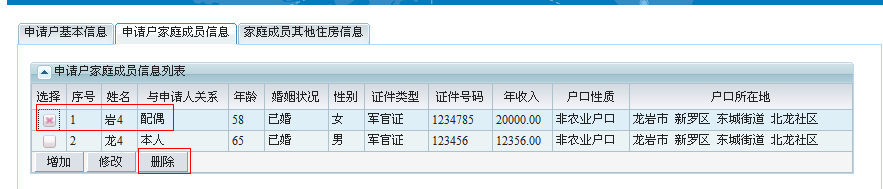 申请户基本信息 申请户家庭成员信息 家庭成员其他住房信息
申请户家庭成员信息列表
选择 序号 姓名 与申请人关系 年龄 婚姻状况 性别 证件类型 证件号码 年收入 户口性质 户口所在地
1 岩4 配偶 58 已婚 女 军官证 1234785 20000.00 非农业户口 龙岩市 新罗区 东城街道 北龙社区
2 龙4 本人 65 已婚 男 军官证 123456 12356.00 非农业户口 龙岩市 新罗区 东城街道 北龙社区
增加 修改 删除